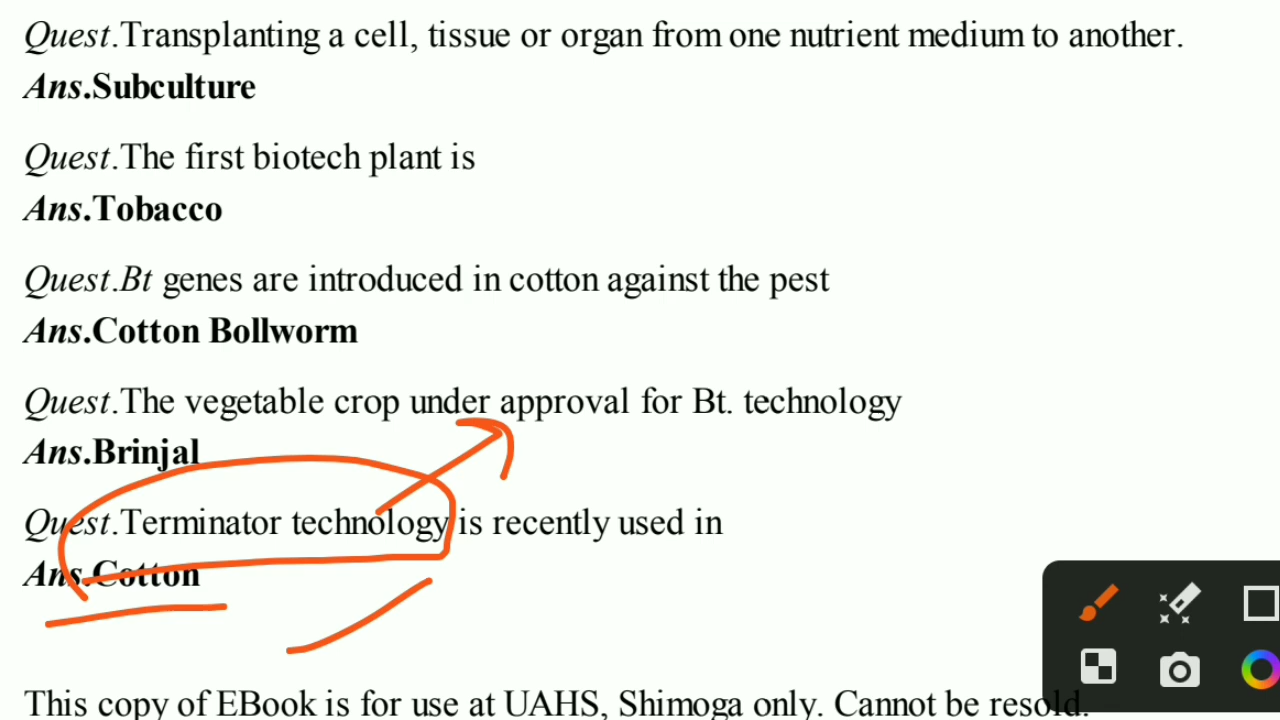 Quest.Transplanting a cell, tissue or organ from one nutrient medium to another.
Ans.Subculture
Quest.The first biotech plant is
Ans.Tobacco
Quest.Bt genes are introduced in cotton against the pest
Ans.Cotton Bollworm
Quest.The vegetable crop under approval for Bt. technology
Ans.Brinjal
Quest.Terminator technology is recently used in
Ans.Cotton
This copy of EBook is for use at UAHS, Shimoga only. Cannot be resold.